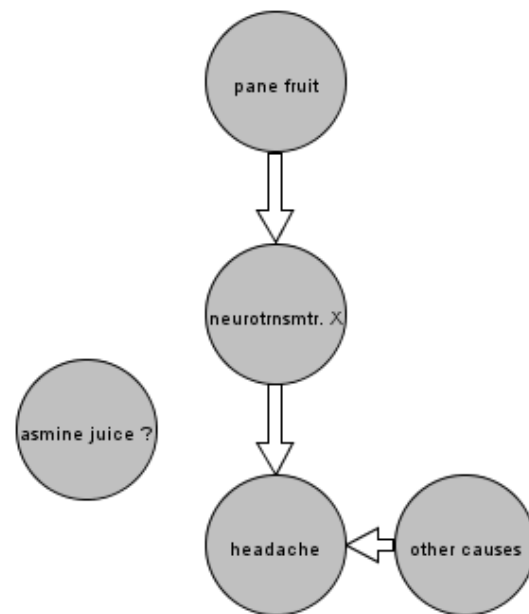 pane fruit
neurotrnsmtr. X
asmine juice ?
headache
other causes